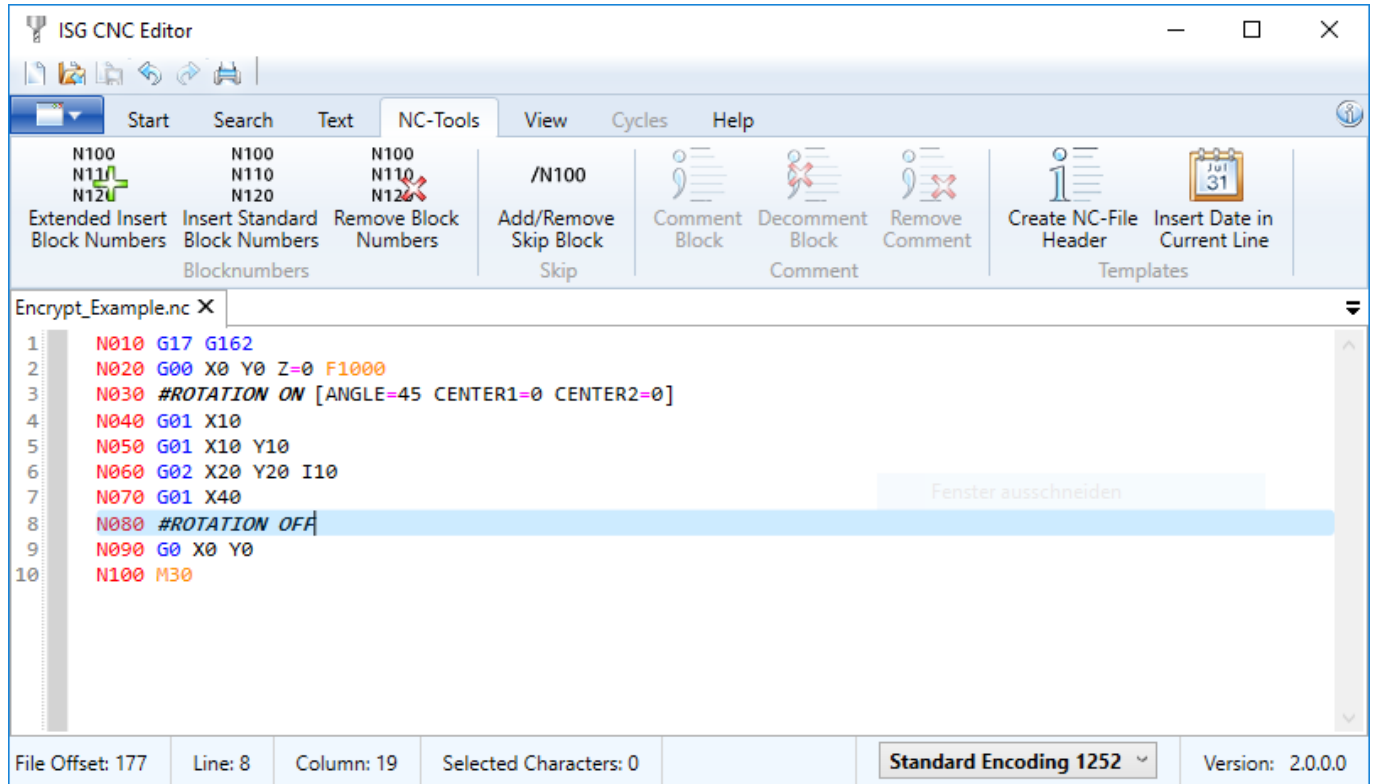 ISG CNC Editor
Start Search Text NC-Tools View Cycles Help
N100 N100 N100
N110 N110 N110 /N100 Jul
N120 N120 N120 31
Extended Insert Insert Standard Remove Block Add/Remove Comment Decomment Remove Create NC-File Insert Date in
Block Numbers Block Numbers Numbers Skip Block Block Block Comment Header Current Line
Blocknumbers Skip Comment Templates
Encrypt_Example.nc
1 N010 G17 G162
2 N020 G00 X0 Y0 Z=0 F1000
3 N030 #ROTATION ON [ANGLE=45 CENTER1=0 CENTER2=0]
4 N040 G01 X10
5 N050 G01 X10 Y10
6 N060 G02 X20 Y20 I10
7 N070 G01 X40
Fenster ausschneiden
8 N080 #ROTATION OFF
9 N090 G0 X0 Y0
10 N100 M30
File Offset: 177 Line: 8 Column: 19 Selected Characters: 0 Standard Encoding 1252 Version: 2.0.0.0